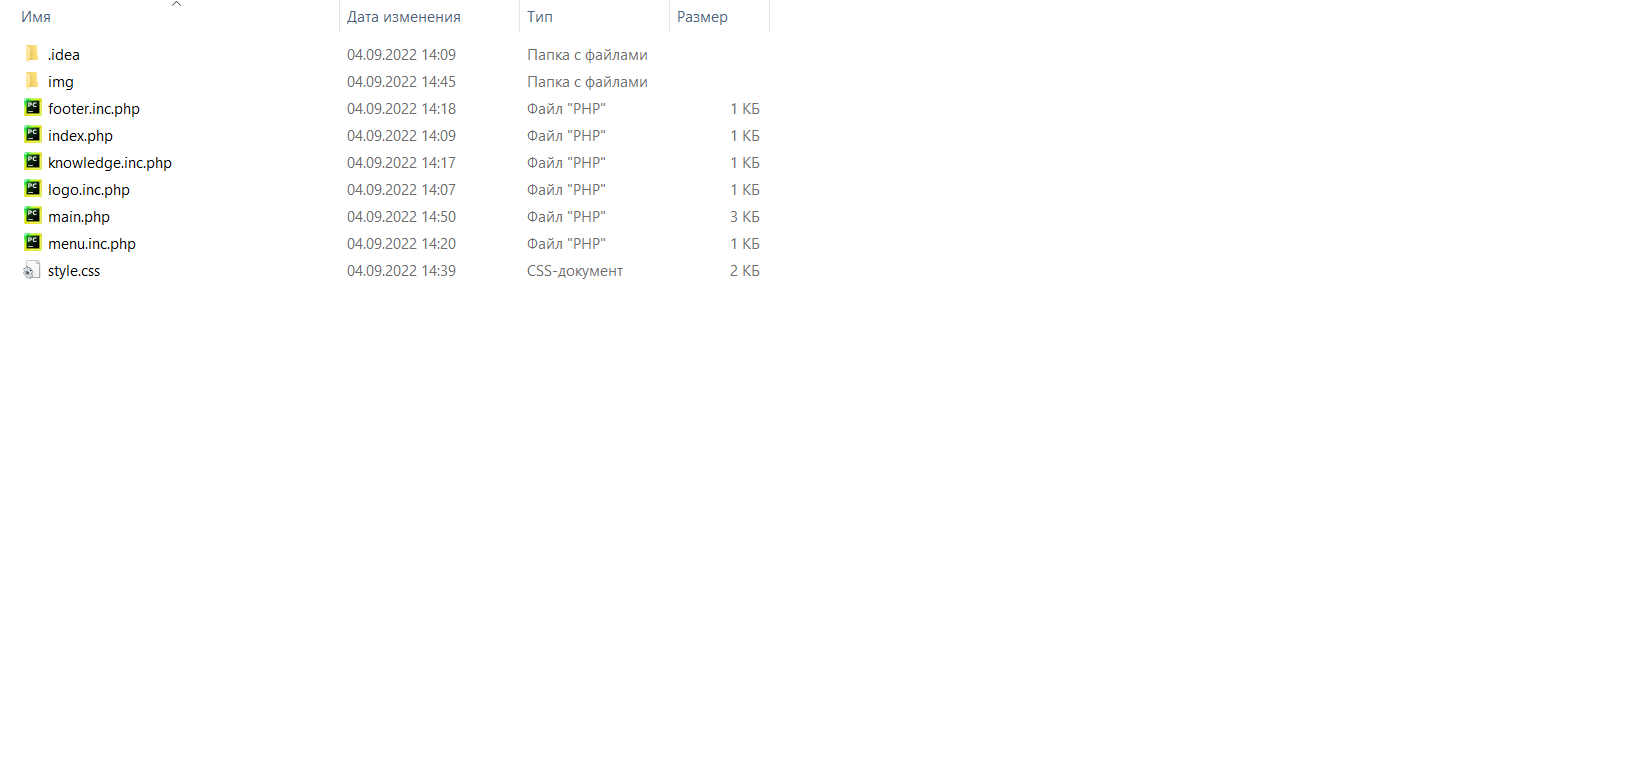 Имя Дата изменения Тип Размер
.idea 04.09.2022 14:09 Папка с файлами
img 04.09.2022 14:45 Папка с файлами
footer.inc.php 04.09.2022 14:18 Файл "PHP" 1 КБ
index.php 04.09.2022 14:09 Файл "PHP" 1 КБ
knowledge.inc.php 04.09.2022 14:17 Файл "PHP" 1 КБ
logo.inc.php 04.09.2022 14:07 Файл "PHP" 1 КБ
main.php 04.09.2022 14:50 Файл "PHP" 3 КБ
menu.inc.php 04.09.2022 14:20 Файл "PHP" 1 КБ
style.css 04.09.2022 14:39 CSS-документ 2 КБ